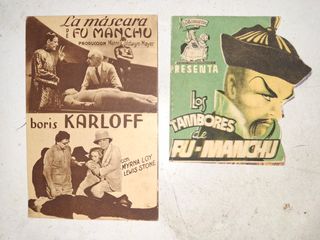 La máscara
DE
FU MANCHU
PRODUCCION Metro Goldwyn Mayer
boris KARLOFF
con
MYRNA LOY
LEWIS STONE
PRESENTA
Los
TAMBORES
de
FU-MANCHU